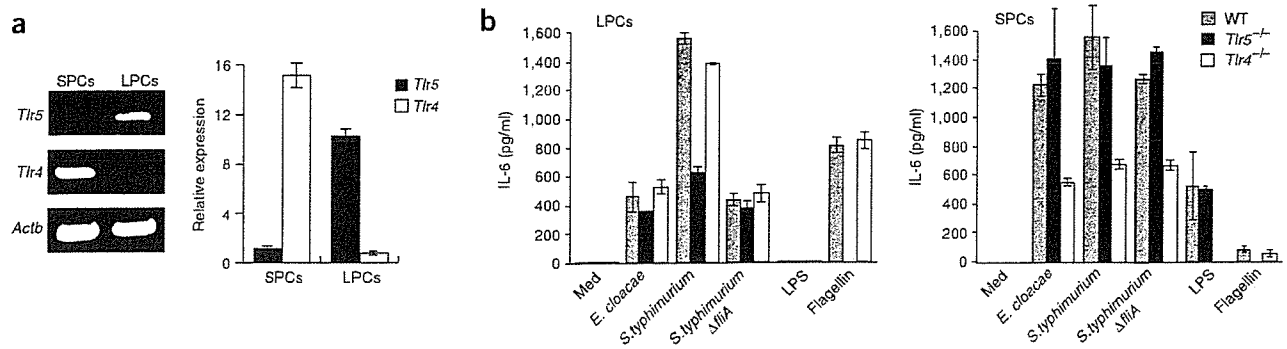 a
SPCs LPCs
Tlr5
Tlr4
Actb
Relative expression
16
12
8
4
0
SPCs LPCs
Tlr5
Tlr4
b
LPCs
IL-6 (pg/ml)
1,600
1,400
1,200
1,000
800
600
400
200
0
Med
E. cloacae
S.typhimurium
S.typhimurium
ΔfliA
LPS
Flagellin
SPCs
IL-6 (pg/ml)
1,600
1,400
1,200
1,000
800
600
400
200
0
Med
E. cloacae
S.typhimurium
S.typhimurium
ΔfliA
LPS
Flagellin
WT
Tlr5−/−
Tlr4−/−